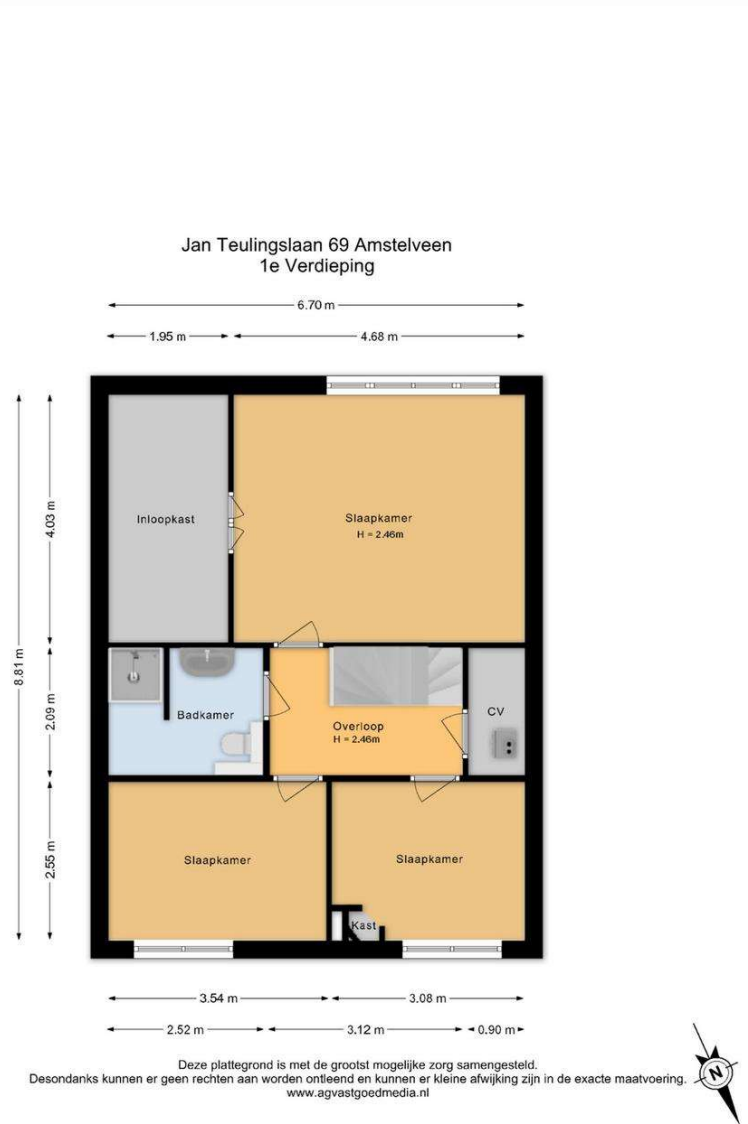 Jan Teulingslaan 69 Amstelveen
1e Verdieping
6.70 m
1.95 m
4.68 m
4.03 m
8.81 m
2.09 m
2.55 m
Inloopkast
Slaapkamer
H = 2.46m
Badkamer
Overloop
H = 2.46m
CV
Slaapkamer
Slaapkamer
Kast
3.54 m
3.08 m
2.52 m
3.12 m
0.90 m
Deze plattegrond is met de grootst mogelijke zorg samengesteld.
Desondanks kunnen er geen rechten aan worden ontleend en kunnen er kleine afwijking zijn in de exacte maatvoering.
www.agvastgoedmedia.nl
N